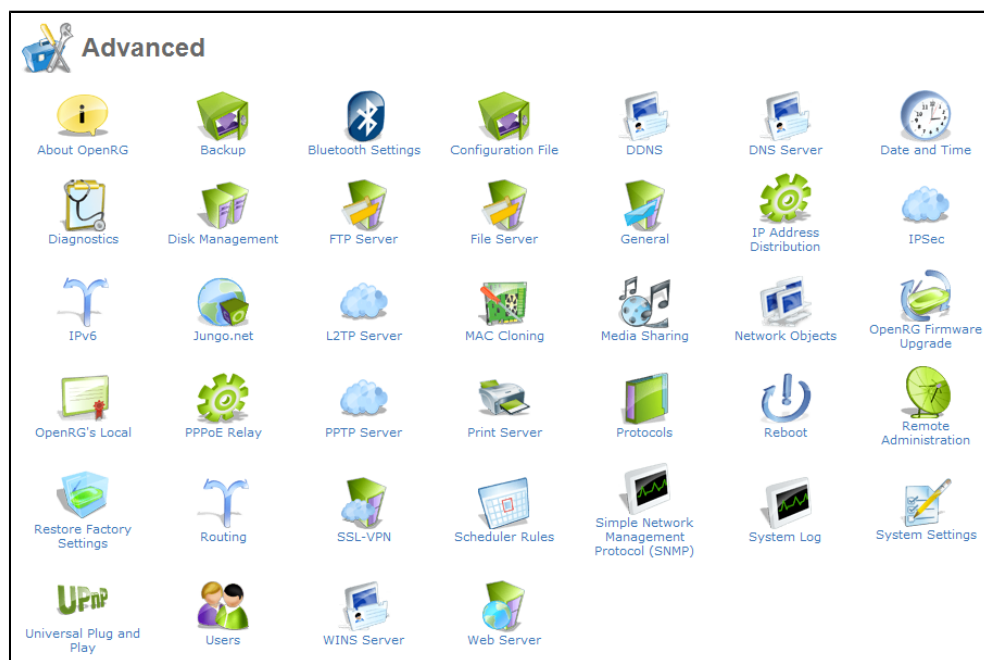 Advanced
About OpenRG
Backup
Bluetooth Settings
Configuration File
DDNS
DNS Server
Date and Time
Diagnostics
Disk Management
FTP Server
File Server
General
IP Address
Distribution
IPSec
IPv6
Jungo.net
L2TP Server
MAC Cloning
Media Sharing
Network Objects
OpenRG Firmware
Upgrade
OpenRG's Local
PPPoE Relay
PPTP Server
Print Server
Protocols
Reboot
Remote
Administration
Restore Factory
Settings
Routing
SSL-VPN
Scheduler Rules
Simple Network
Management
Protocol (SNMP)
System Log
System Settings
UPnP
Universal Plug and
Play
Users
WINS Server
Web Server